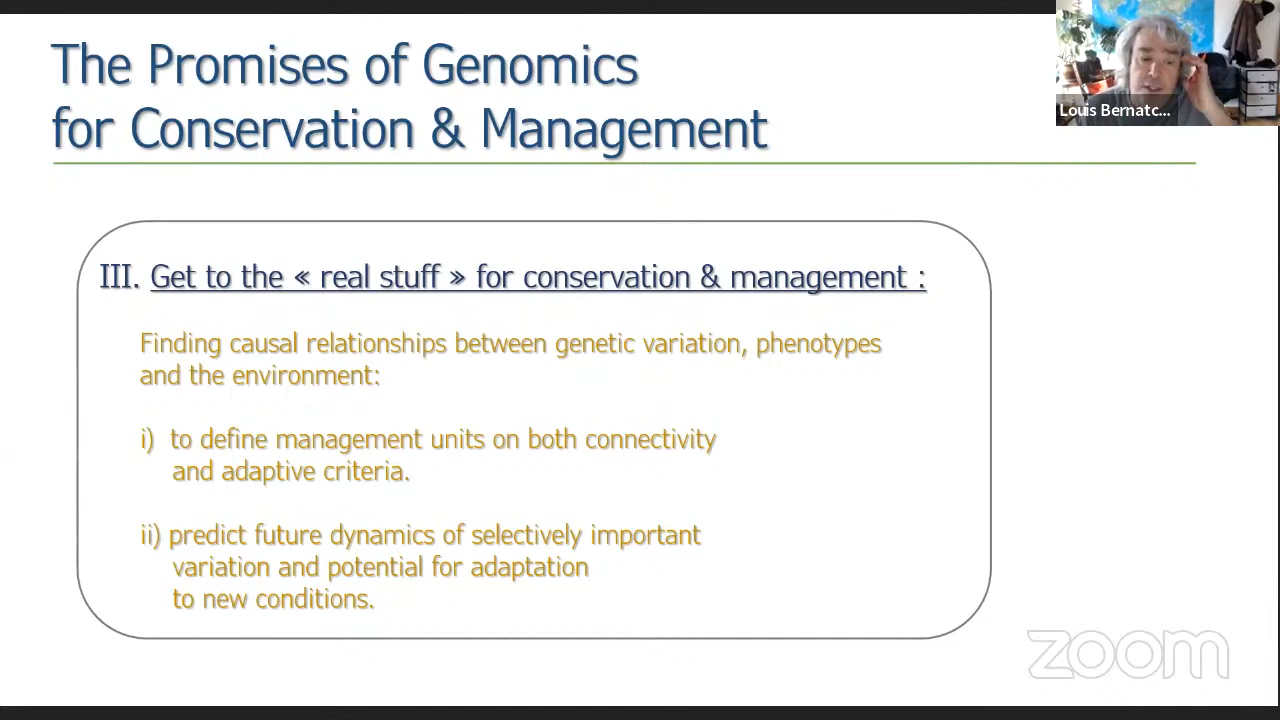 The Promises of Genomics
for Conservation & Management
Louis Bernatc...
III. Get to the « real stuff » for conservation & management :
Finding causal relationships between genetic variation, phenotypes
and the environment:
i) to define management units on both connectivity
and adaptive criteria.
ii) predict future dynamics of selectively important
variation and potential for adaptation
to new conditions.
zoom